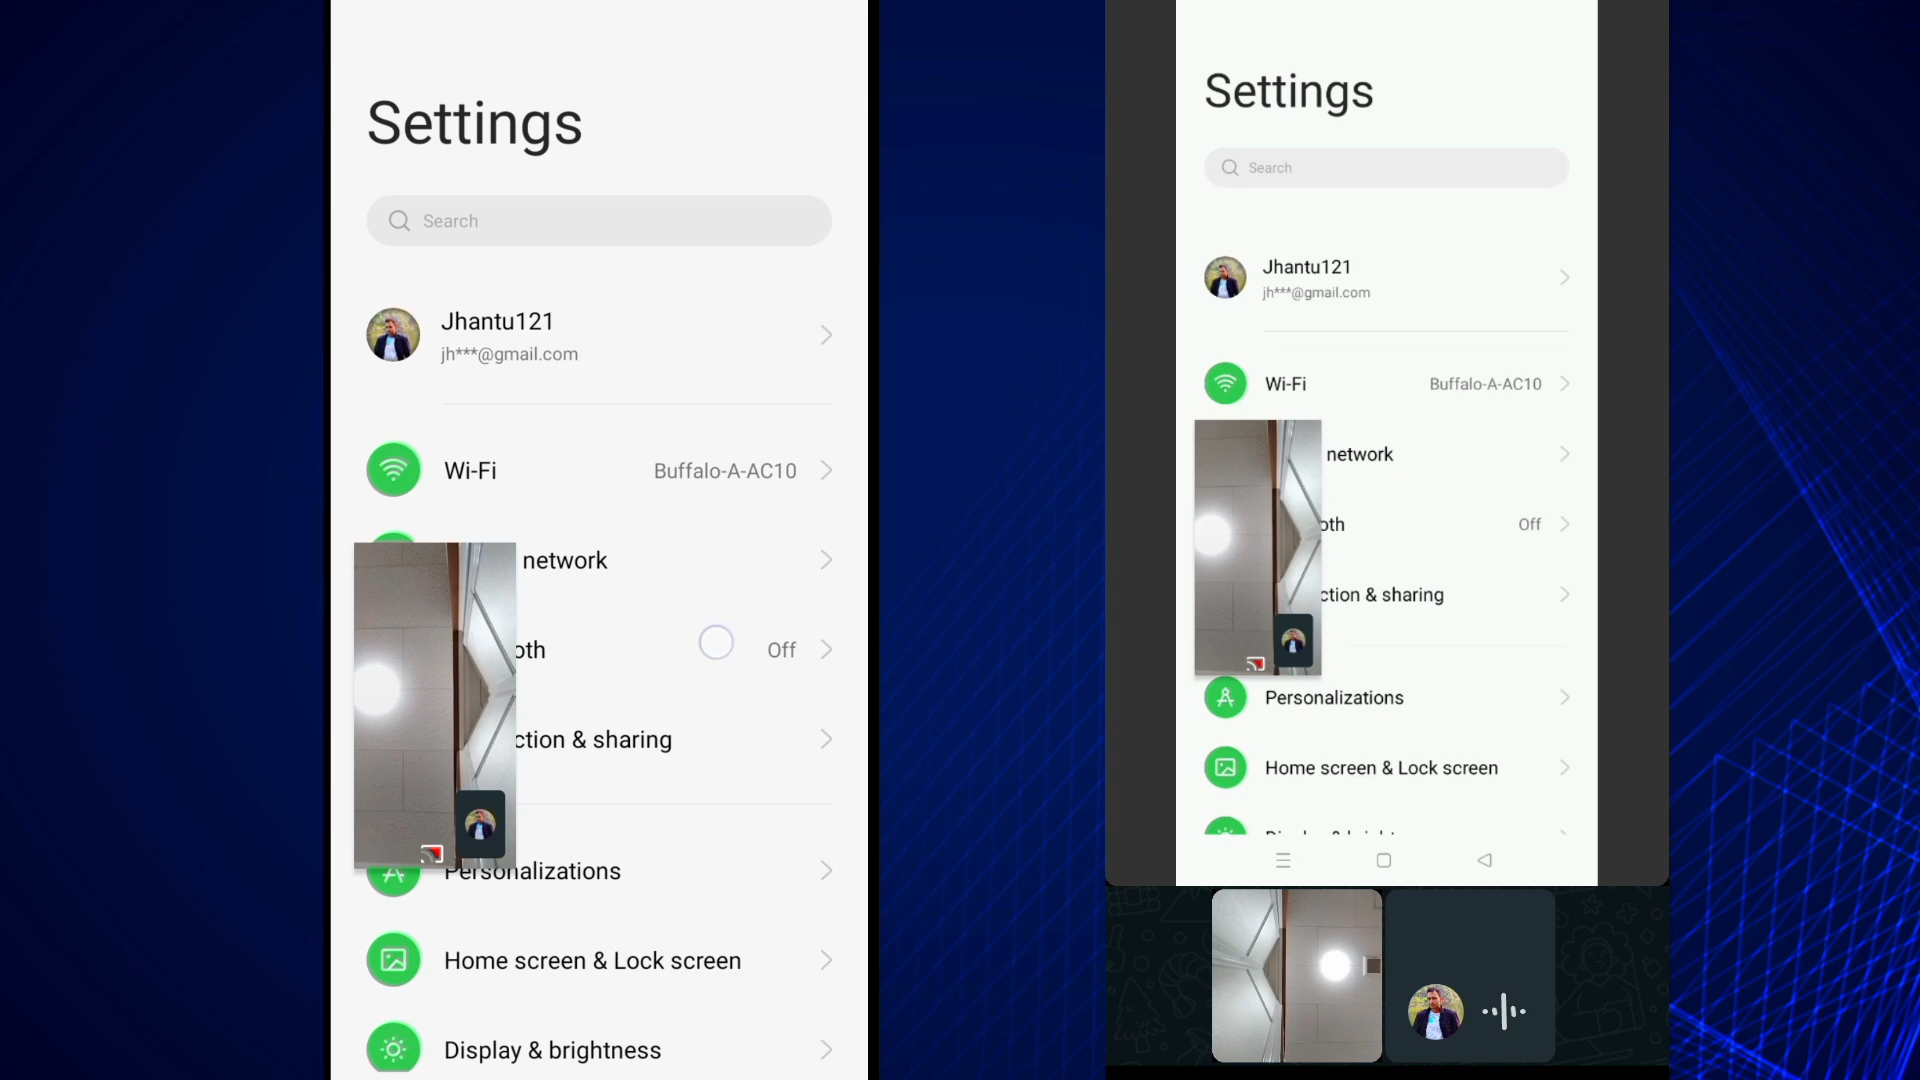 Settings
Search
Jhantu121
jh***@gmail.com
Wi-Fi Buffalo-A-AC10
network
oth Off
ction & sharing
Personalizations
Home screen & Lock screen
Display & brightness
Settings
Search
Jhantu121
jh***@gmail.com
Wi-Fi Buffalo-A-AC10
network
oth Off
ction & sharing
Personalizations
Home screen & Lock screen